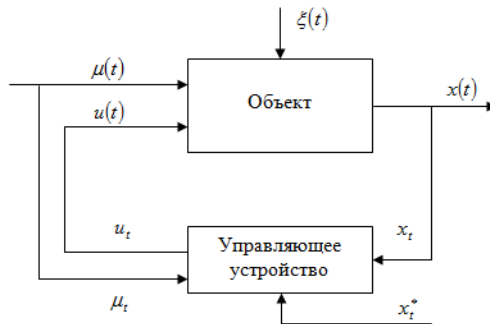 ξ(t)
μ(t)
x(t)
Объект
u(t)
u_t
Управляющее
устройство
x_t
μ_t
x_t^*